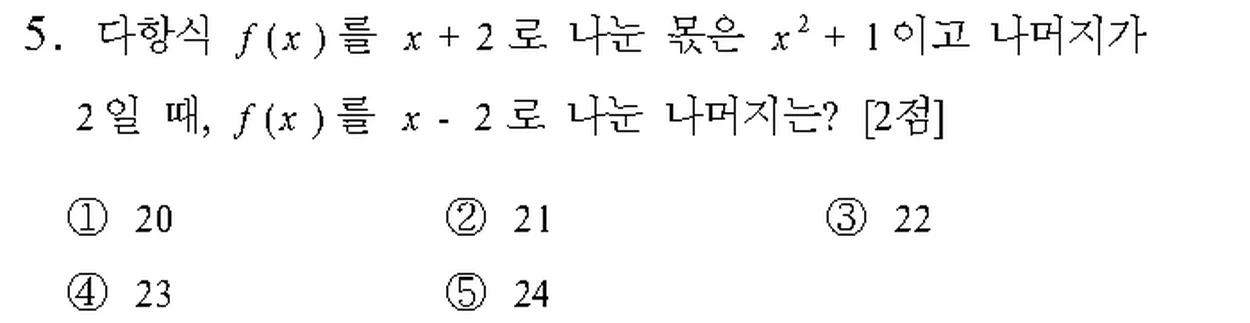 5. 다항식 f(x)를 x + 2로 나눈 몫은 x² + 1이고 나머지가
2일 때, f(x)를 x - 2로 나눈 나머지는? [2점]
① 20 ② 21 ③ 22
④ 23 ⑤ 24